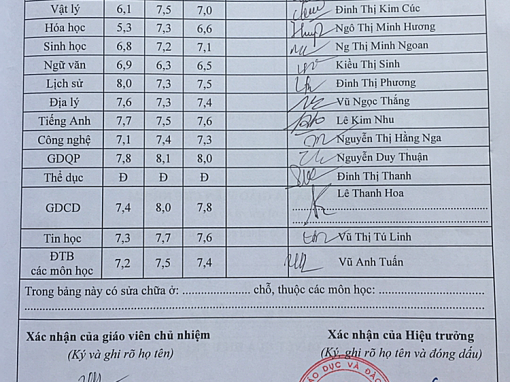 Vật lý 6,1 7,5 7,0 Đinh Thị Kim Cúc
Hóa học 5,3 7,3 6,6 Ngô Thị Minh Hương
Sinh học 6,8 7,2 7,1 Ng Thị Minh Ngoan
Ngữ văn 6,9 6,3 6,5 Kiều Thị Sinh
Lịch sử 8,0 7,3 7,5 Đinh Thị Phương
Địa lý 7,6 7,3 7,4 Vũ Ngọc Thắng
Tiếng Anh 7,7 7,5 7,6 Lê Kim Nhu
Công nghệ 7,1 7,4 7,3 Nguyễn Thị Hằng Nga
GDQP 7,8 8,1 8,0 Nguyễn Duy Thuận
Thể dục Đ Đ Đ Đinh Thị Thanh
GDCD 7,4 8,0 7,8 Lê Thanh Hoa
Tin học 7,3 7,7 7,6 Vũ Thị Tú Linh
ĐTB
các môn học 7,2 7,5 7,4 Vũ Anh Tuấn
Trong bảng này có sửa chữa ở: .................. chỗ, thuộc các môn học: ..................
Xác nhận của giáo viên chủ nhiệm Xác nhận của Hiệu trưởng
(Ký và ghi rõ họ tên) (Ký, ghi rõ họ tên và đóng dấu)
DỤC VÀ ĐÀO